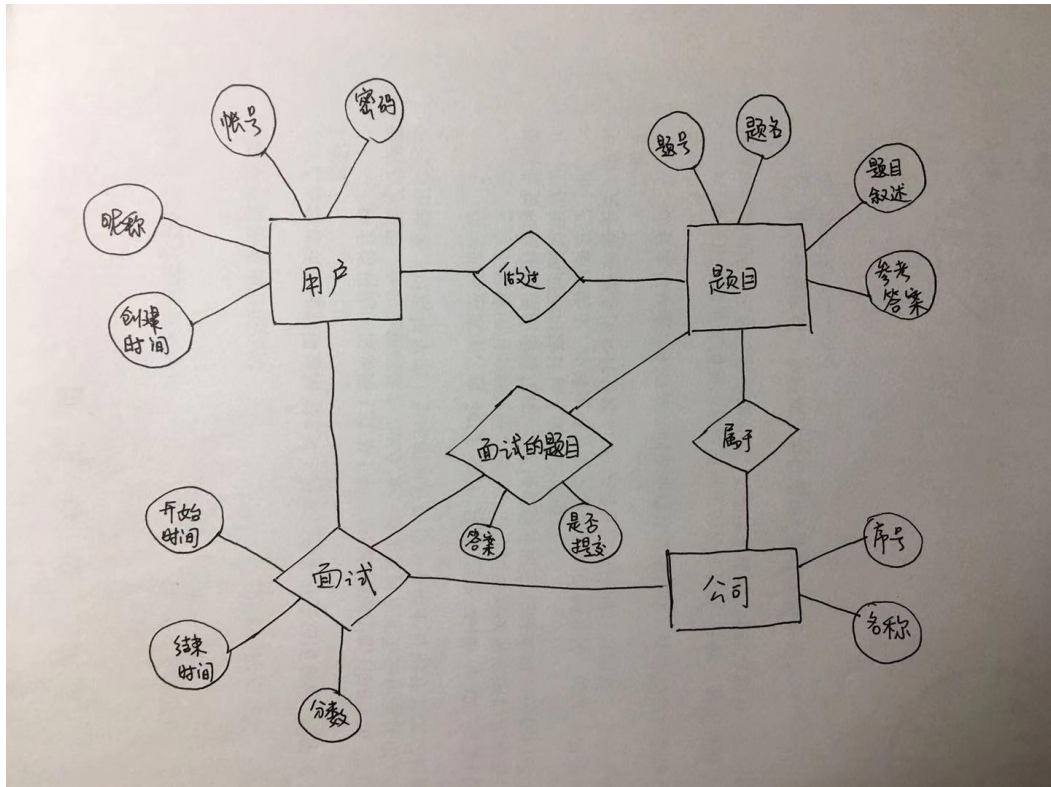 帐号
密码
题号
题名
题目
叙述
昵称
用户
做过
题目
参考
答案
创建
时间
面试的题目
属于
开始
时间
答案
是否
提交
序号
面试
公司
名称
结束
时间
分数